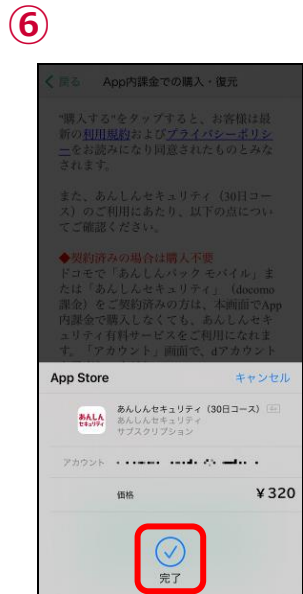 ⑥
戻る App内課金での購入・復元
"購入する"をタップすると、お客様は最
新の利用規約およびプライバシーポリシ
ーをお読みになり同意されたものとみな
されます。
また、あんしんセキュリティ（30日コー
ス）のご利用にあたり、以下の点につい
てご確認ください。
◆契約済みの場合は購入不要
ドコモで「あんしんパック モバイル」ま
たは「あんしんセキュリティ」（docomo
課金）をご契約済みの方は、本画面でApp
内課金で購入しなくても、あんしんセキ
ュリティ有料サービスをご利用になれま
す。「アカウント」画面で、dアカウント
App Store キャンセル
あんしん
セキュリティ
あんしんセキュリティ（30日コース） 4+
あんしんセキュリティ
サブスクリプション
アカウント
価格 ¥320
完了